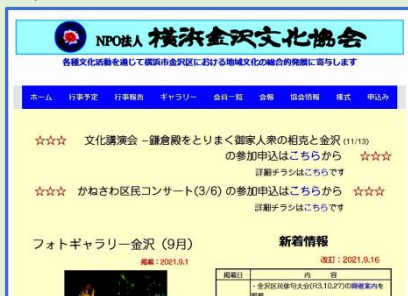 NPO法人 横浜金沢文化協会
各種文化活動を通じて横浜市金沢区における地域文化の総合的発展に寄与します
ホーム 行事予定 行事報告 ギャラリー 会員一覧 会報 協会情報 様式 申込み
☆☆☆ 文化講演会 −鎌倉殿をとりまく御家人衆の相克と金沢 (11/13)
の参加申込はこちらから ☆☆☆
詳細チラシはこちらです
☆☆☆ かねさわ区民コンサート(3/6) の参加申込はこちらから ☆☆☆
詳細チラシはこちらです
フォトギャラリー金沢（9月）
掲載：2021.9.1
新着情報
改訂：2021.9.16
掲載日 内 容
・金沢区民俳句大会(R3.10.27)の開催案内を